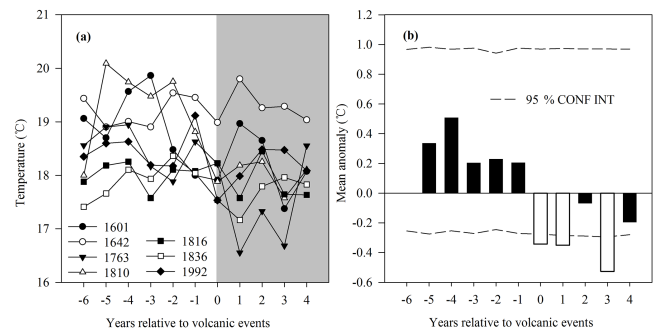 (a)
Temperature (℃)
21
20
19
18
17
16
1601
1642
1763
1810
1816
1836
1992
-6 -5 -4 -3 -2 -1 0 1 2 3 4
Years relative to volcanic events
(b)
Mean anomaly (℃)
1.2
1.0
0.8
0.6
0.4
0.2
0.0
-0.2
-0.4
-0.6
95 % CONF INT
-6 -5 -4 -3 -2 -1 0 1 2 3 4
Years relative to volcanic events